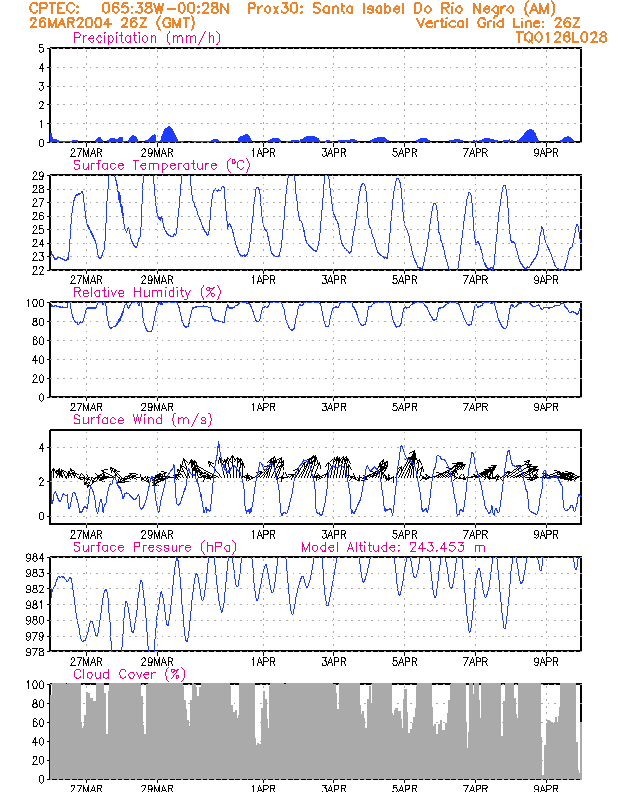 CPTEC: 065:38W-00:28N Prox30: Santa Isabel Do Rio Negro (AM)
26MAR2004 26Z (GMT) Vertical Grid Line: 26Z
Precipitation (mm/h) TQ0126L028
5
4
3
2
1
0
27MAR 29MAR 1APR 3APR 5APR 7APR 9APR
Surface Temperature (°C)
29
28
27
26
25
24
23
22
27MAR 29MAR 1APR 3APR 5APR 7APR 9APR
Relative Humidity (%)
100
80
60
40
20
0
27MAR 29MAR 1APR 3APR 5APR 7APR 9APR
Surface Wind (m/s)
4
2
0
27MAR 29MAR 1APR 3APR 5APR 7APR 9APR
Surface Pressure (hPa) Model Altitude: 243.453 m
984
983
982
981
980
979
978
27MAR 29MAR 1APR 3APR 5APR 7APR 9APR
Cloud Cover (%)
100
80
60
40
20
0
27MAR 29MAR 1APR 3APR 5APR 7APR 9APR